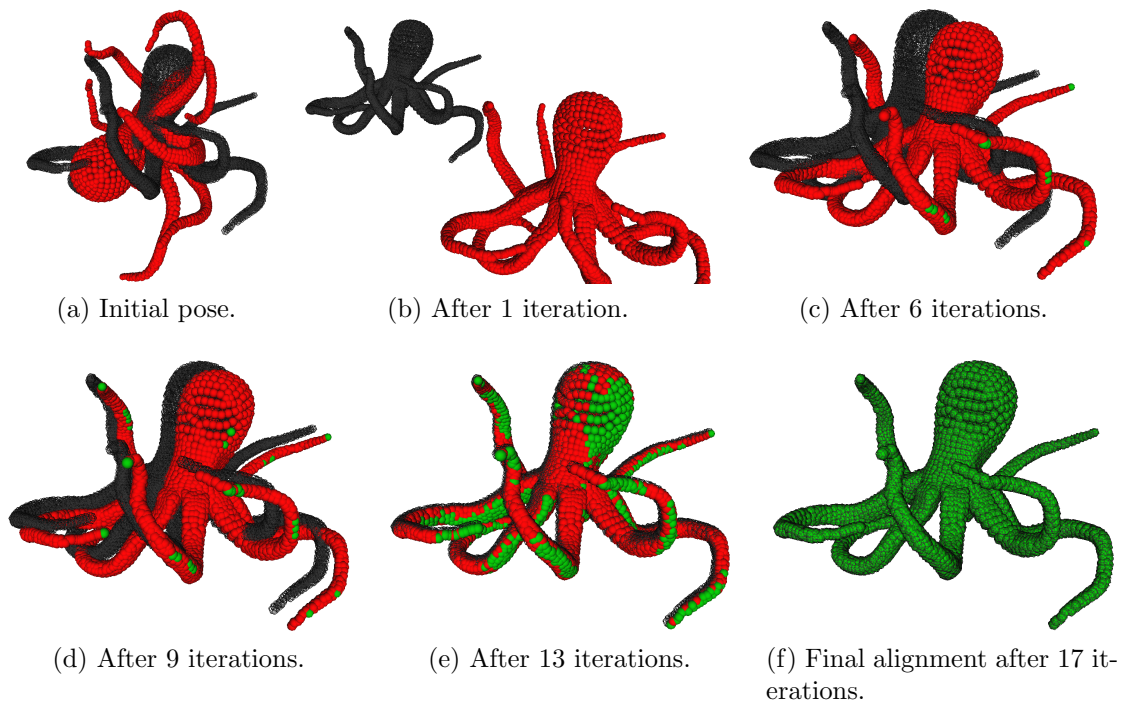 (a) Initial pose.
(b) After 1 iteration.
(c) After 6 iterations.
(d) After 9 iterations.
(e) After 13 iterations.
(f) Final alignment after 17 it-
erations.